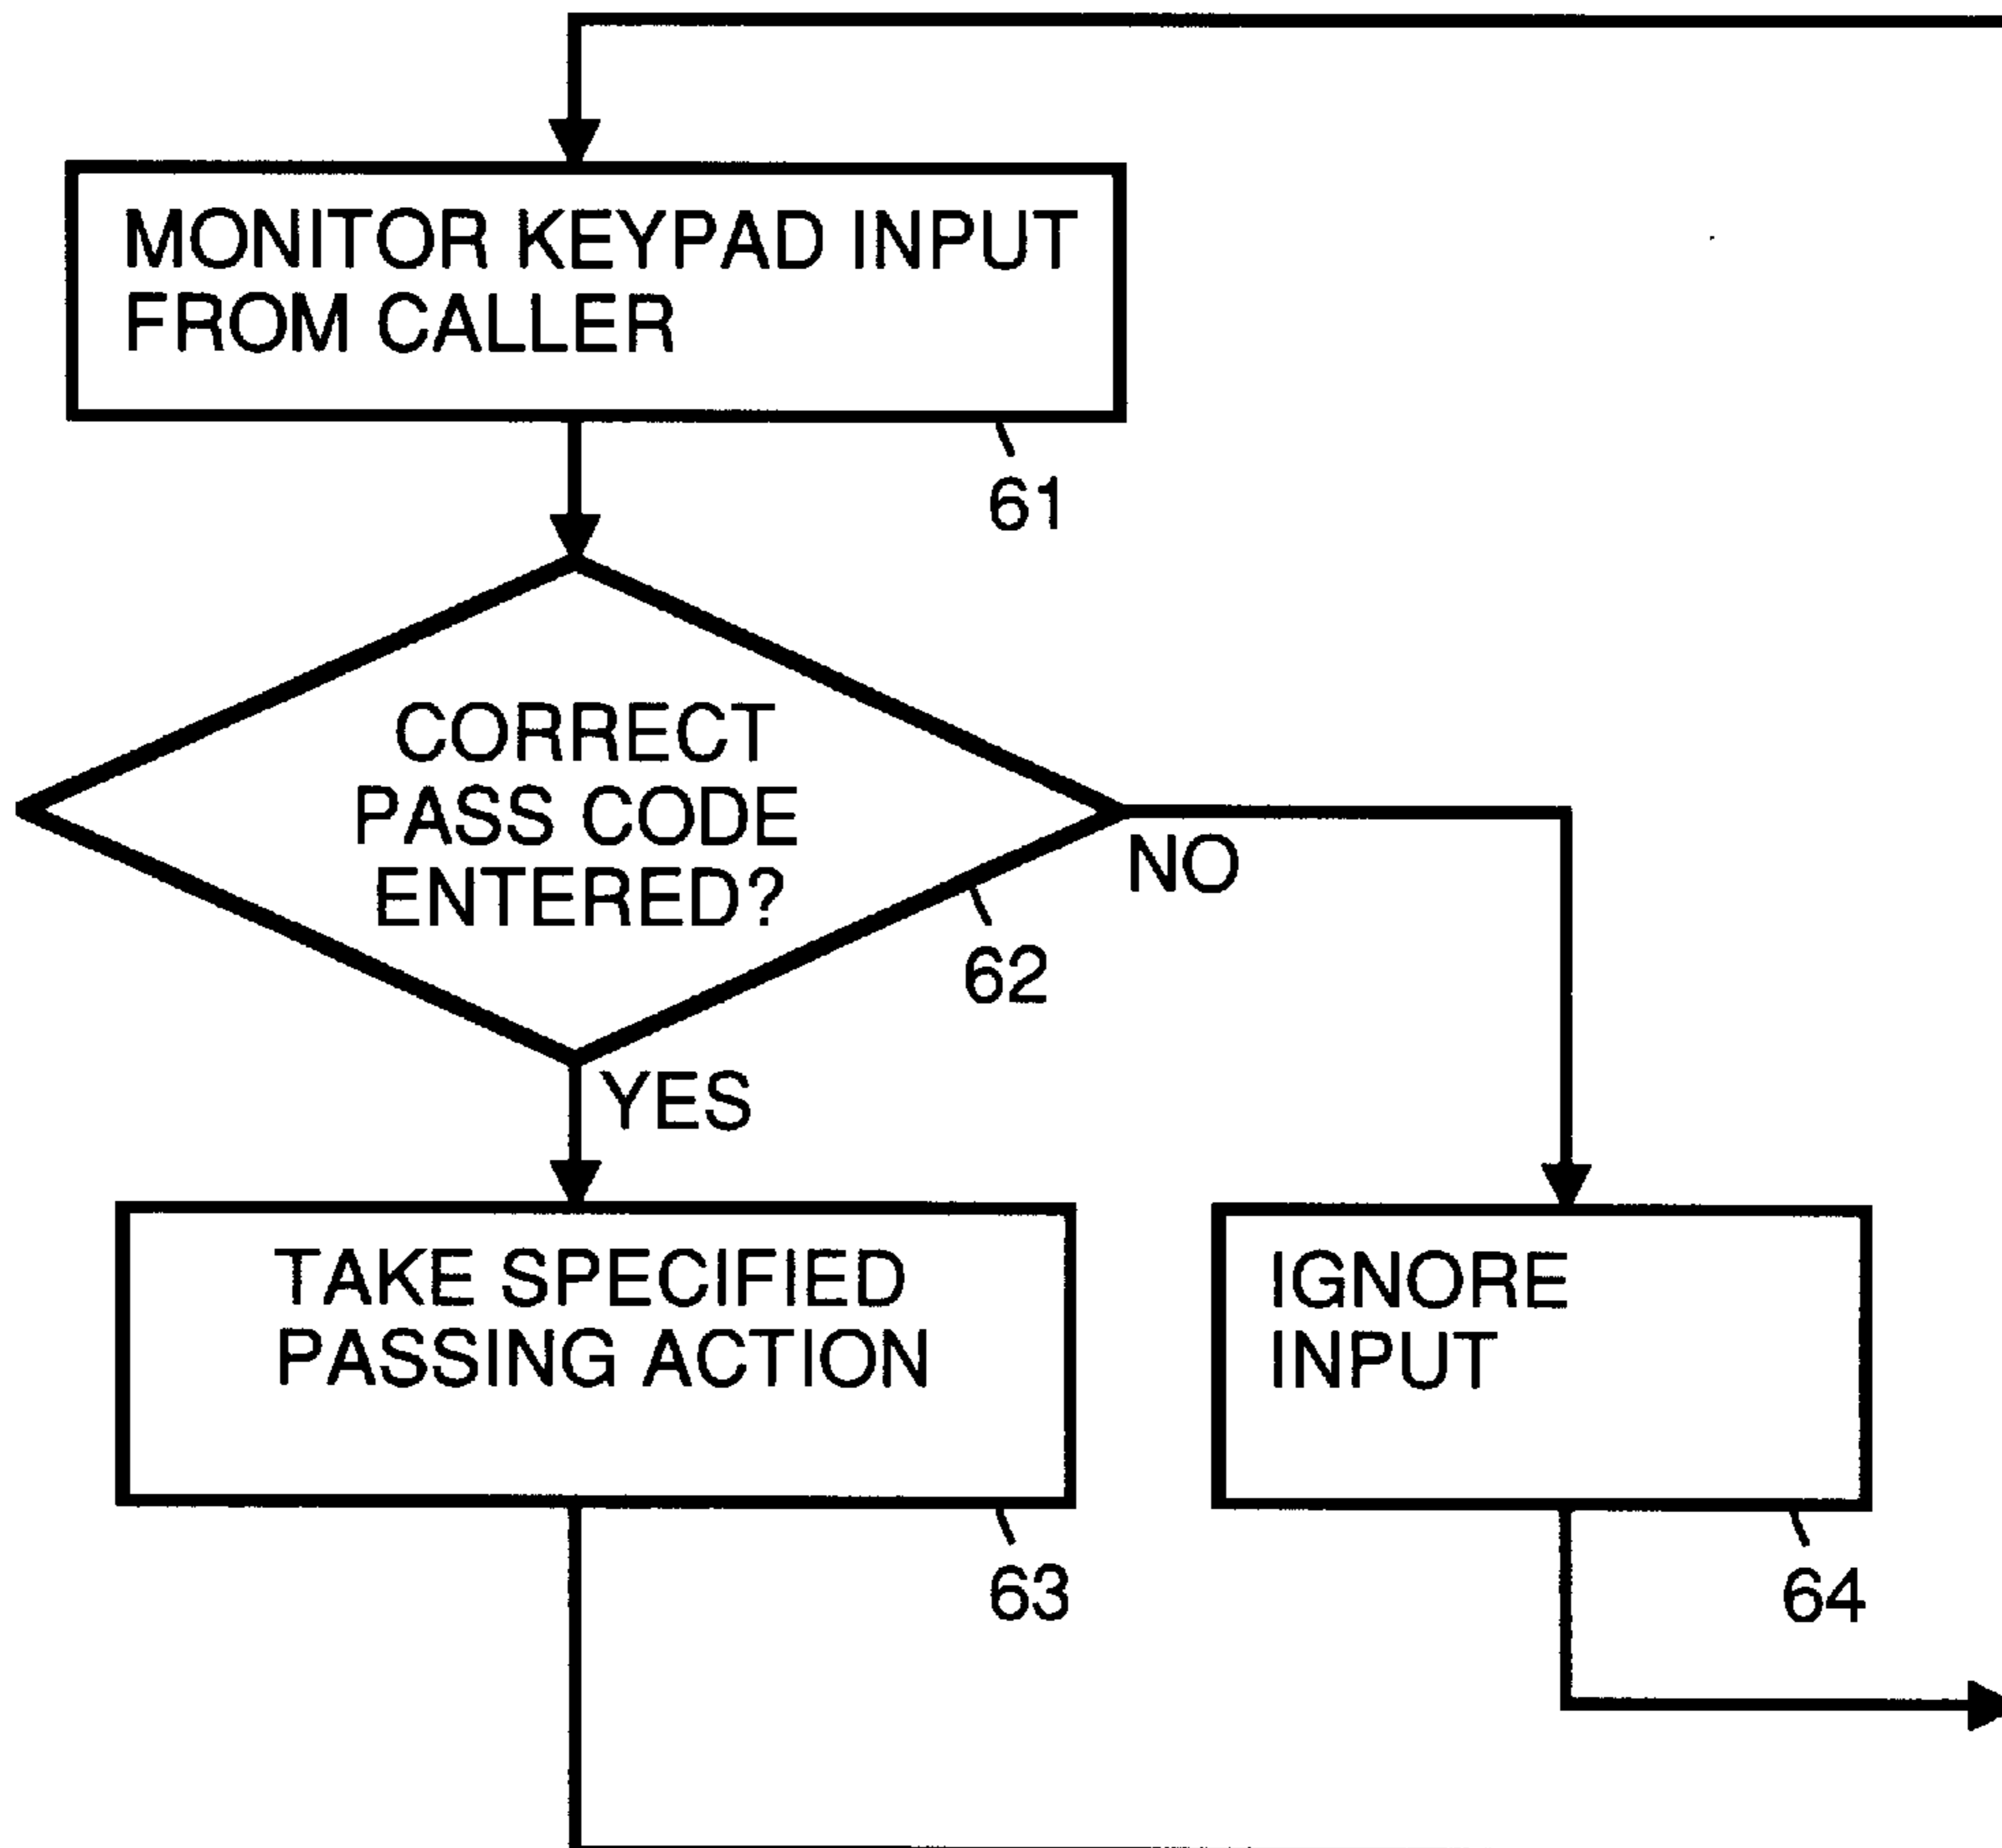 MONITOR KEYPAD INPUT
FROM CALLER
61
CORRECT
PASS CODE
ENTERED?
NO
62
YES
TAKE SPECIFIED
PASSING ACTION
63
IGNORE
INPUT
64